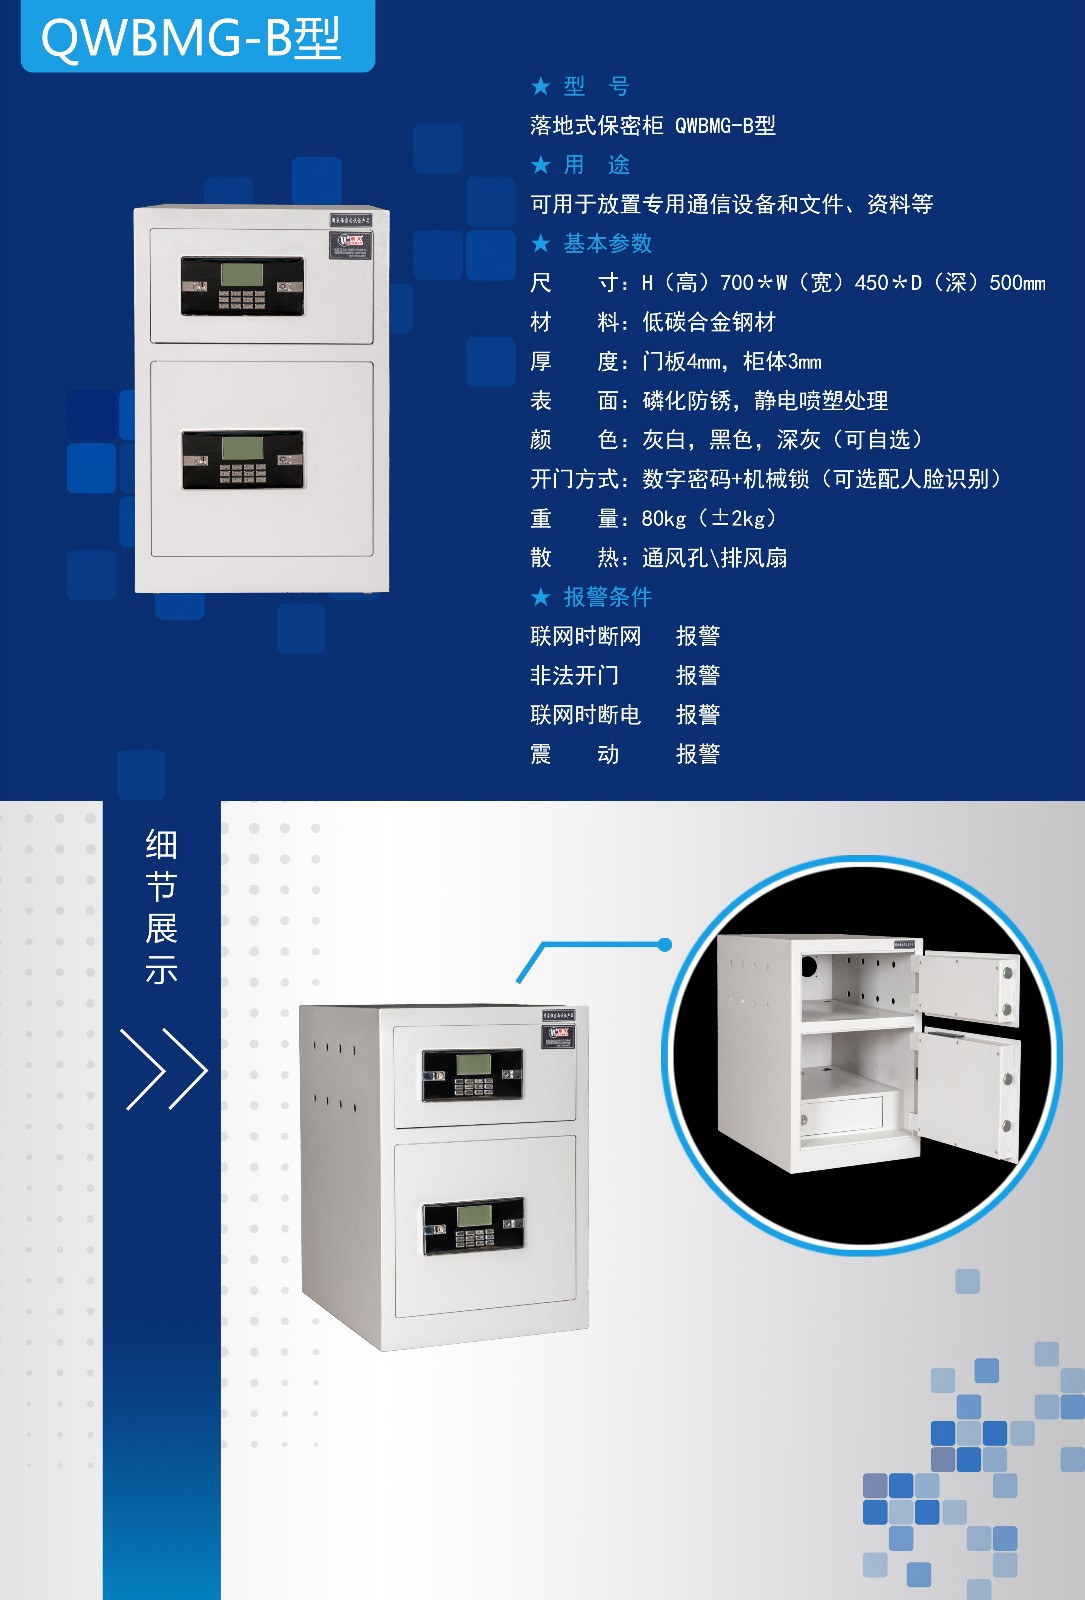 QWBMG-B型
★ 型 号
落地式保密柜 QWBMG-B型
★ 用 途
可用于放置专用通信设备和文件、资料等
★ 基本参数
尺 寸：H（高）700＊W（宽）450＊D（深）500mm
材 料：低碳合金钢材
厚 度：门板4mm，柜体3mm
表 面：磷化防锈，静电喷塑处理
颜 色：灰白，黑色，深灰（可自选）
开门方式：数字密码+机械锁（可选配人脸识别）
重 量：80kg（±2kg）
散 热：通风孔\排风扇
★ 报警条件
联网时断网 报警
非法开门 报警
联网时断电 报警
震 动 报警
细节展示